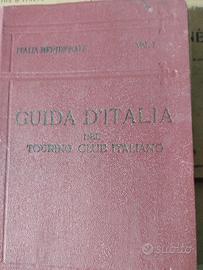 ITALIA MERIDIONALE VOL. I
GUIDA D'ITALIA
DEL
TOURING CLUB ITALIANO
subito